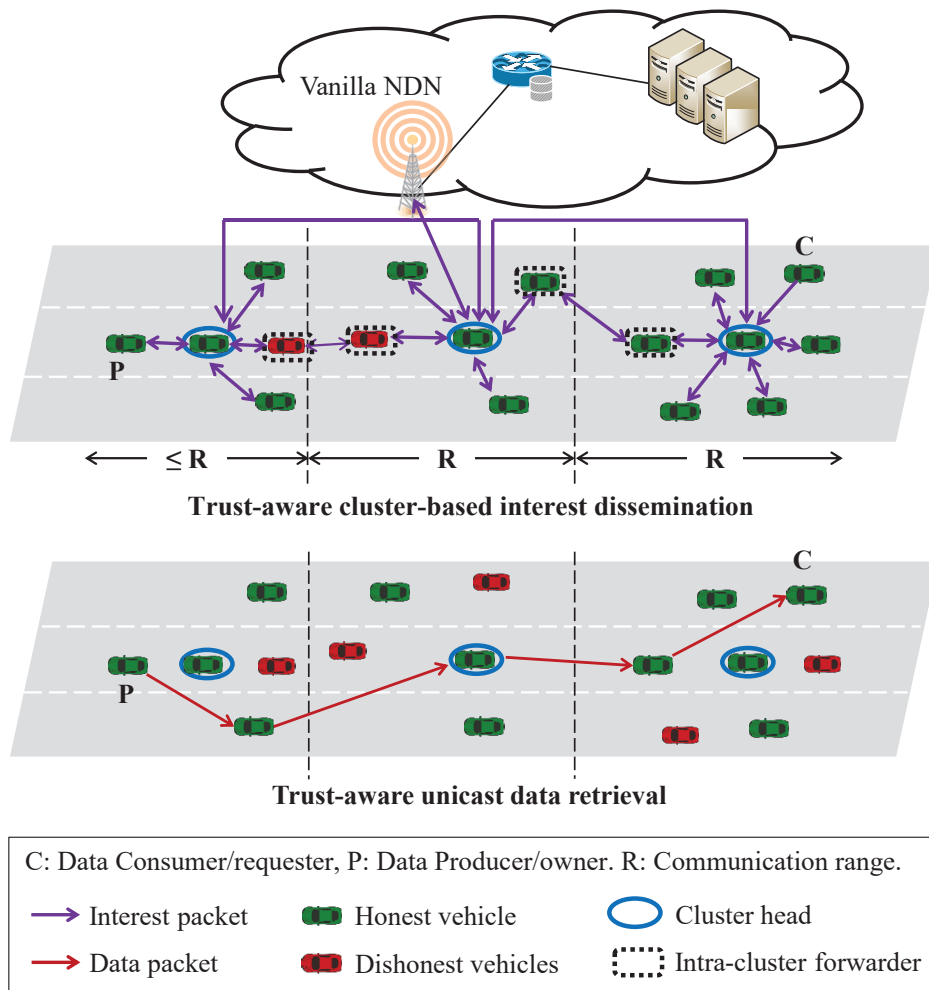 Vanilla NDN
C
P
≤ R
R
R
Trust-aware cluster-based interest dissemination
C
P
Trust-aware unicast data retrieval
C: Data Consumer/requester, P: Data Producer/owner. R: Communication range.
Interest packet
Honest vehicle
Cluster head
Data packet
Dishonest vehicles
Intra-cluster forwarder